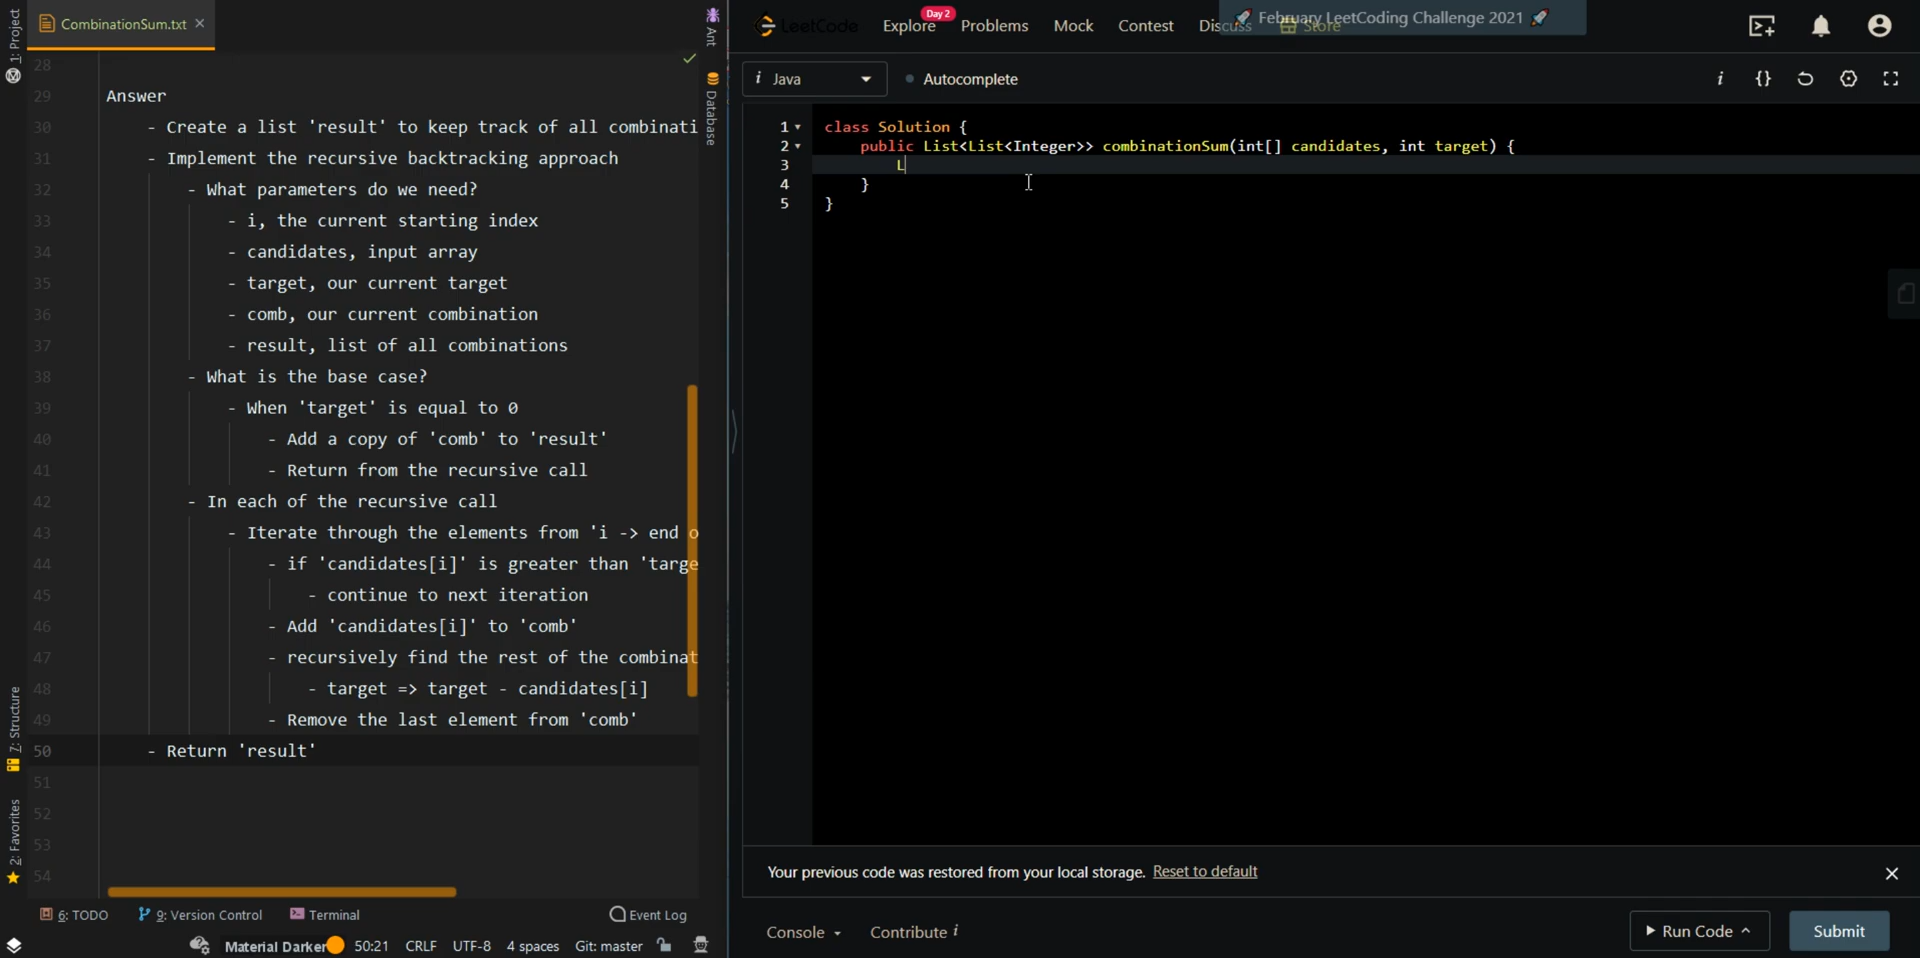 1: Project
CombinationSum.txt
28
29 Answer
30 - Create a list 'result' to keep track of all combinati
31 - Implement the recursive backtracking approach
32 - What parameters do we need?
33 - i, the current starting index
34 - candidates, input array
35 - target, our current target
36 - comb, our current combination
37 - result, list of all combinations
38 - What is the base case?
39 - When 'target' is equal to 0
40 - Add a copy of 'comb' to 'result'
41 - Return from the recursive call
42 - In each of the recursive call
43 - Iterate through the elements from 'i -> end o
44 - if 'candidates[i]' is greater than 'targe
45 - continue to next iteration
46 - Add 'candidates[i]' to 'comb'
47 - recursively find the rest of the combinat
48 - target => target - candidates[i]
49 - Remove the last element from 'comb'
50 - Return 'result'
51
52
53
54
7: Structure
2: Favorites
Ant
Database
6: TODO 9: Version Control Terminal Event Log
Material Darker 50:21 CRLF UTF-8 4 spaces Git: master
LeetCode Explore Day 2 Problems Mock Contest Discuss Store
February LeetCoding Challenge 2021
i Java Autocomplete i {}
1 class Solution {
2 public List<List<Integer>> combinationSum(int[] candidates, int target) {
3 L
4 }
5 }
Your previous code was restored from your local storage. Reset to default
Console Contribute i Run Code Submit